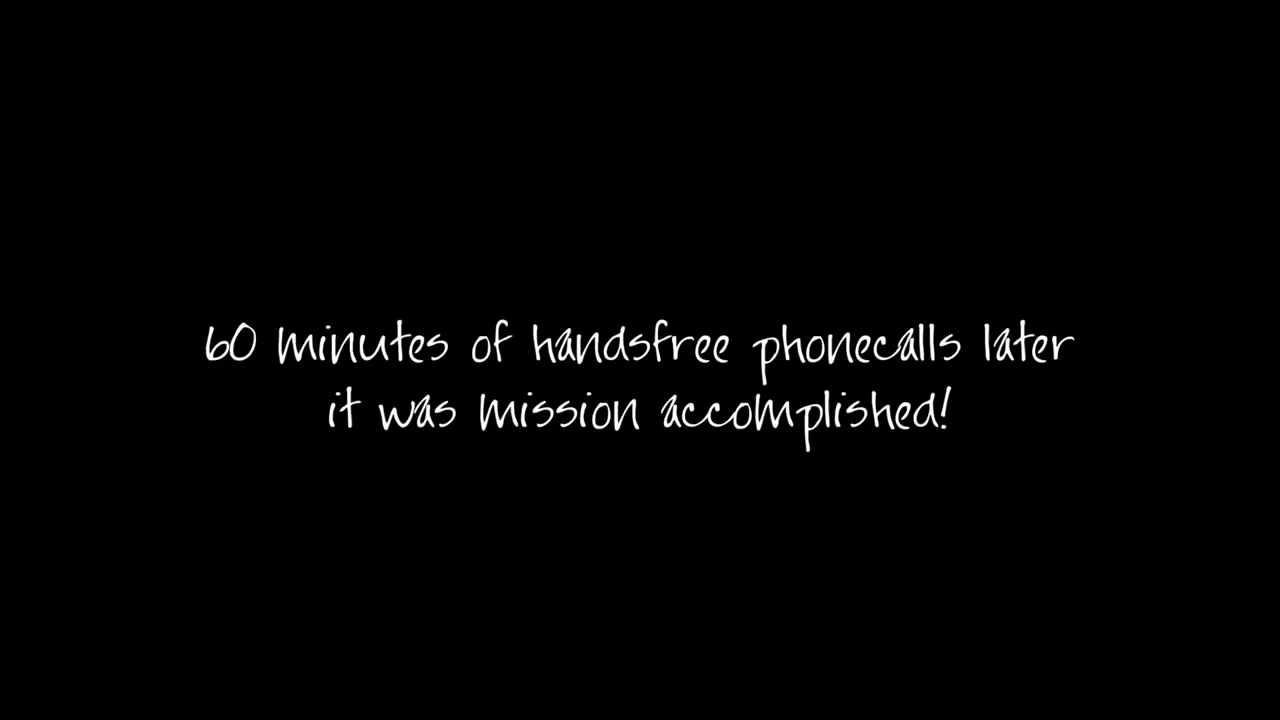 60 minutes of handsfree phonecalls later
it was mission accomplished!